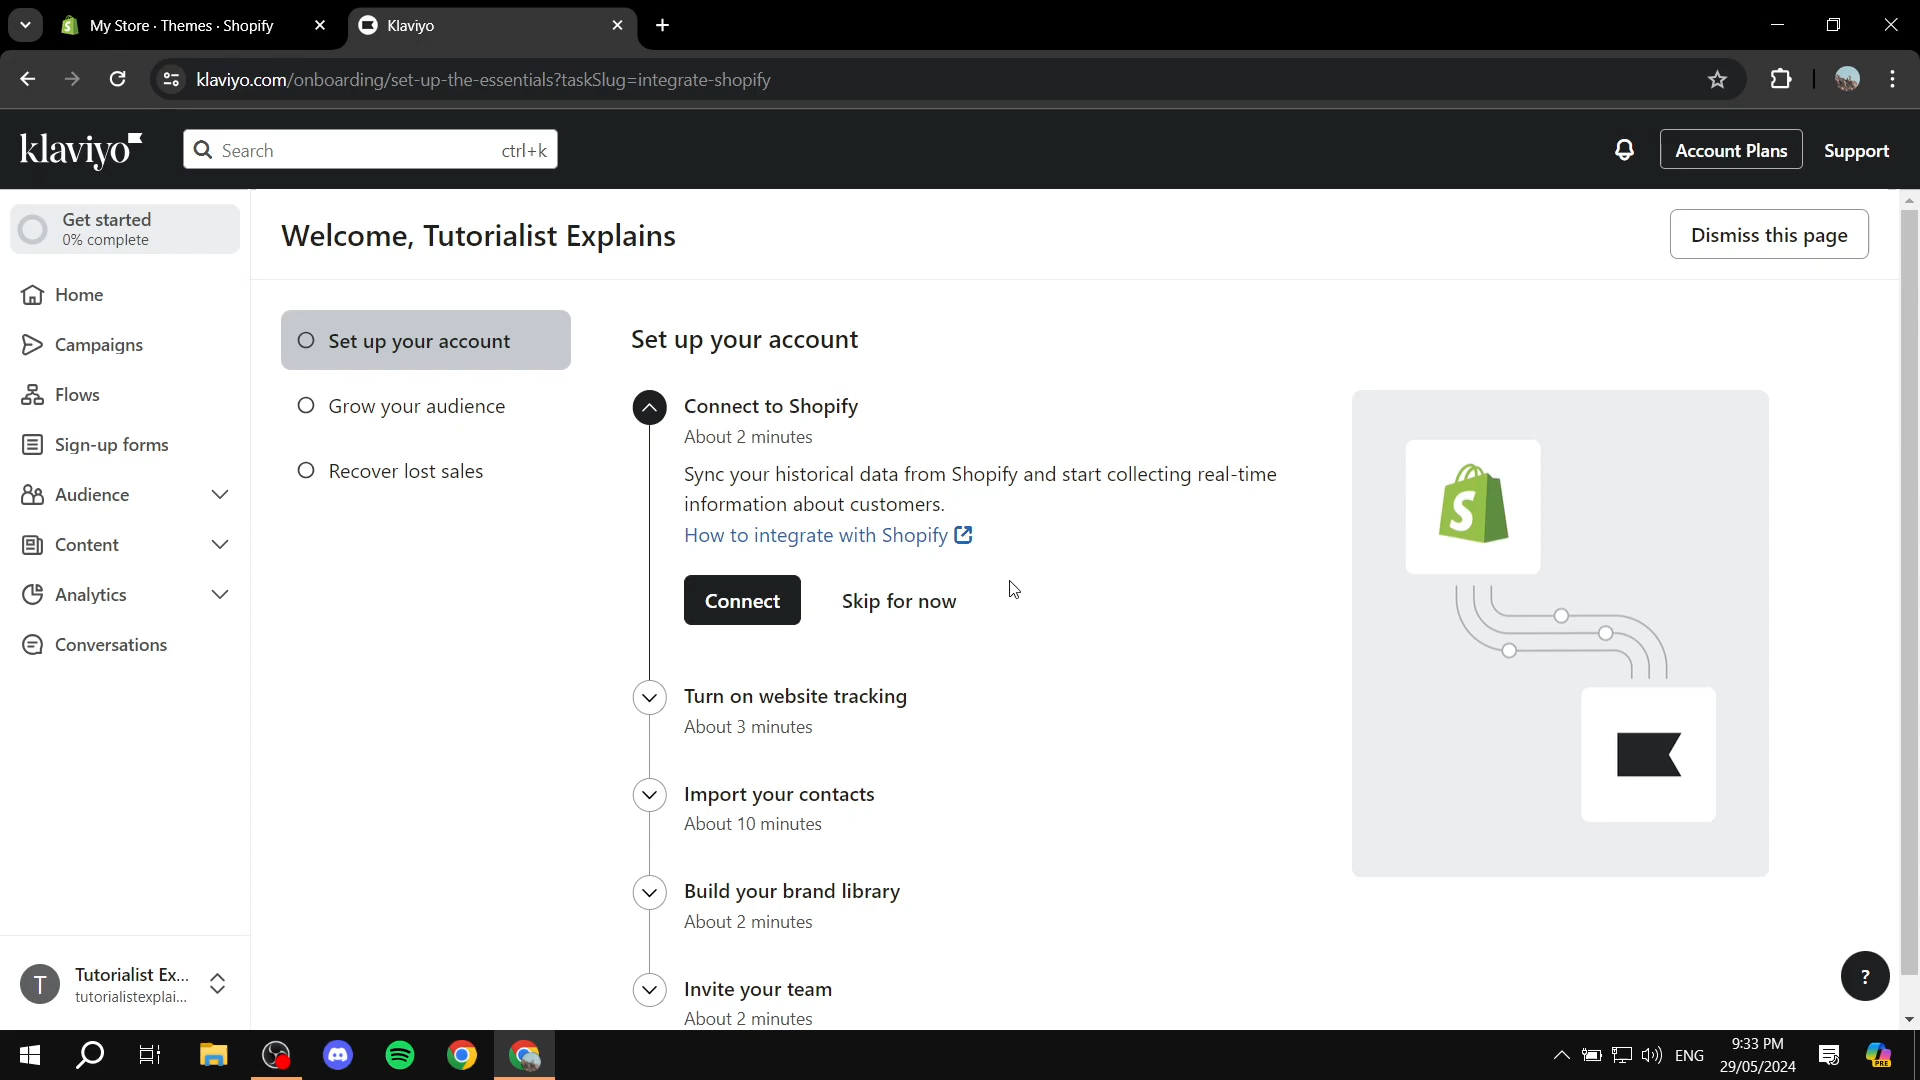 My Store · Themes · Shopify
Klaviyo
klaviyo.com/onboarding/set-up-the-essentials?taskSlug=integrate-shopify
klaviyo
Search
ctrl+k
Account Plans
Support
Get started
0% complete
Home
Campaigns
Flows
Sign-up forms
Audience
Content
Analytics
Conversations
T
Tutorialist Ex...
tutorialistexplai...
Welcome, Tutorialist Explains
Dismiss this page
Set up your account
Grow your audience
Recover lost sales
Set up your account
Connect to Shopify
About 2 minutes
Sync your historical data from Shopify and start collecting real-time
information about customers.
How to integrate with Shopify
Connect
Skip for now
Turn on website tracking
About 3 minutes
Import your contacts
About 10 minutes
Build your brand library
About 2 minutes
Invite your team
About 2 minutes
S
?
ENG
9:33 PM
29/05/2024
PRE